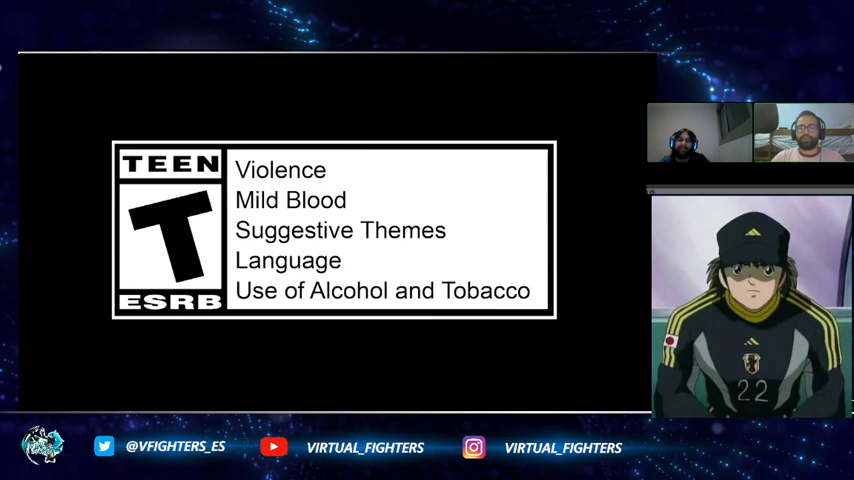 TEEN
T
ESRB
Violence
Mild Blood
Suggestive Themes
Language
Use of Alcohol and Tobacco
22
@VFIGHTERS_ES
VIRTUAL_FIGHTERS
VIRTUAL_FIGHTERS